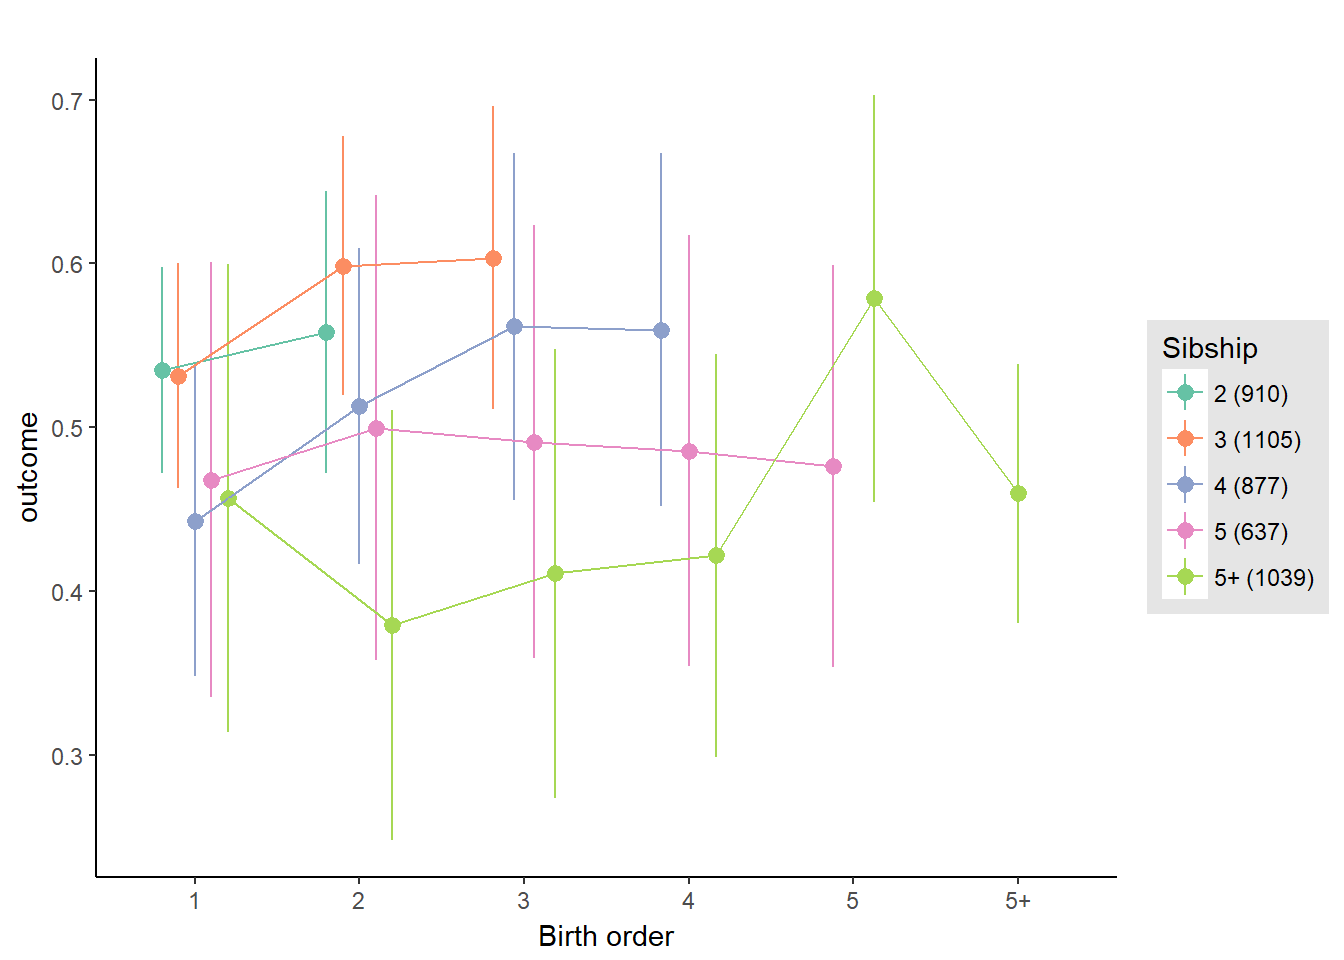 0.7
0.6
0.5
0.4
0.3
outcome
1 2 3 4 5 5+
Birth order
Sibship
2 (910)
3 (1105)
4 (877)
5 (637)
5+ (1039)